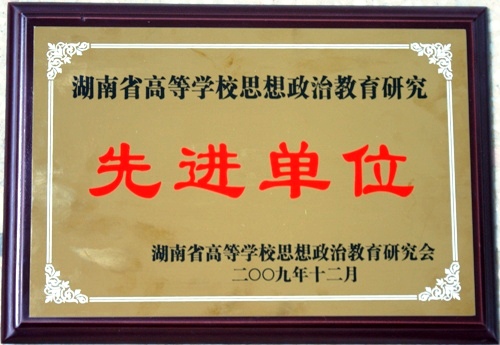 湖南省高等学校思想政治教育研究
先进单位
湖南省高等学校思想政治教育研究会
二〇〇九年十二月